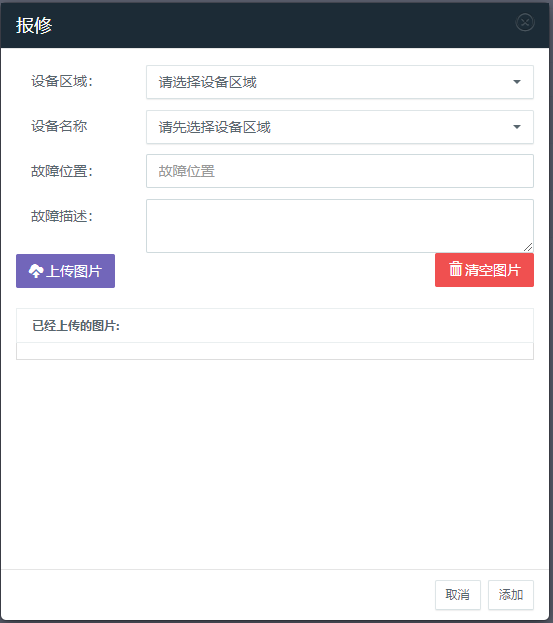 报修
设备区域：
请选择设备区域
设备名称
请先选择设备区域
故障位置：
故障位置
故障描述：
上传图片
清空图片
已经上传的图片:
取消
添加